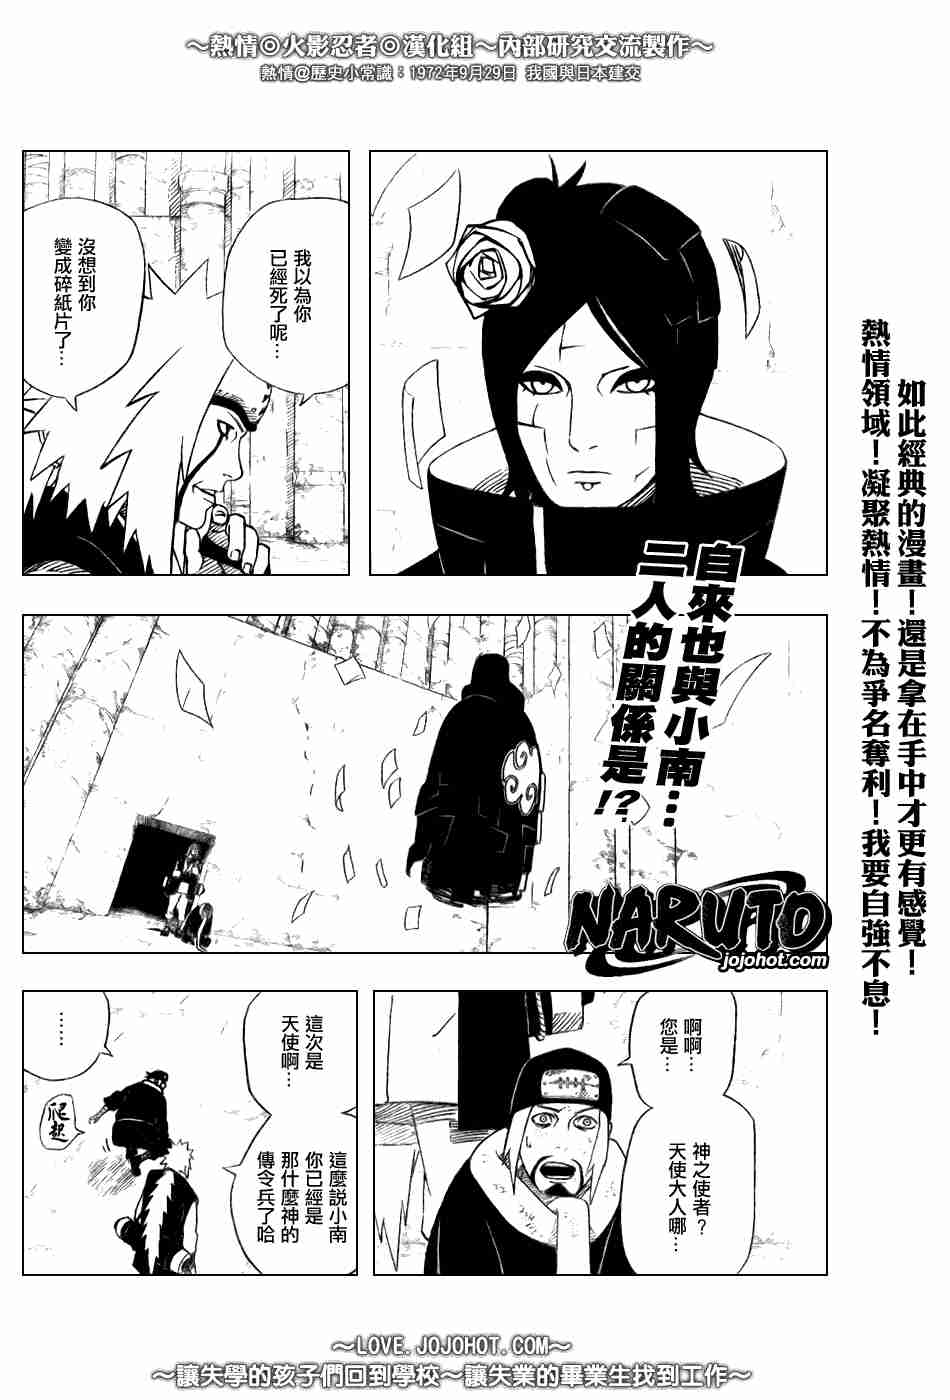 ～熱情◎火影忍者◎漢化組～內部研究交流製作～
熱情@歷史小常識：1972年9月29日 我國與日本建交
我以為你
已經死了呢…
沒想到你
變成碎紙片了…
自來也與小南…
二人的關係是!?
NARUTO
jojohot.com
如此經典的漫畫！還是拿在手中才更有感覺！
熱情領域！凝聚熱情！不為爭名奪利！我要自強不息！
啊啊…
您是…
神之使者？
天使大人哪…
這次是
天使啊…
這麼説小南
你已經是
那什麼神的
傳令兵了哈
……
爬起
～LOVE.JOJOHOT.COM～
～讓失學的孩子們回到學校～讓失業的畢業生找到工作～